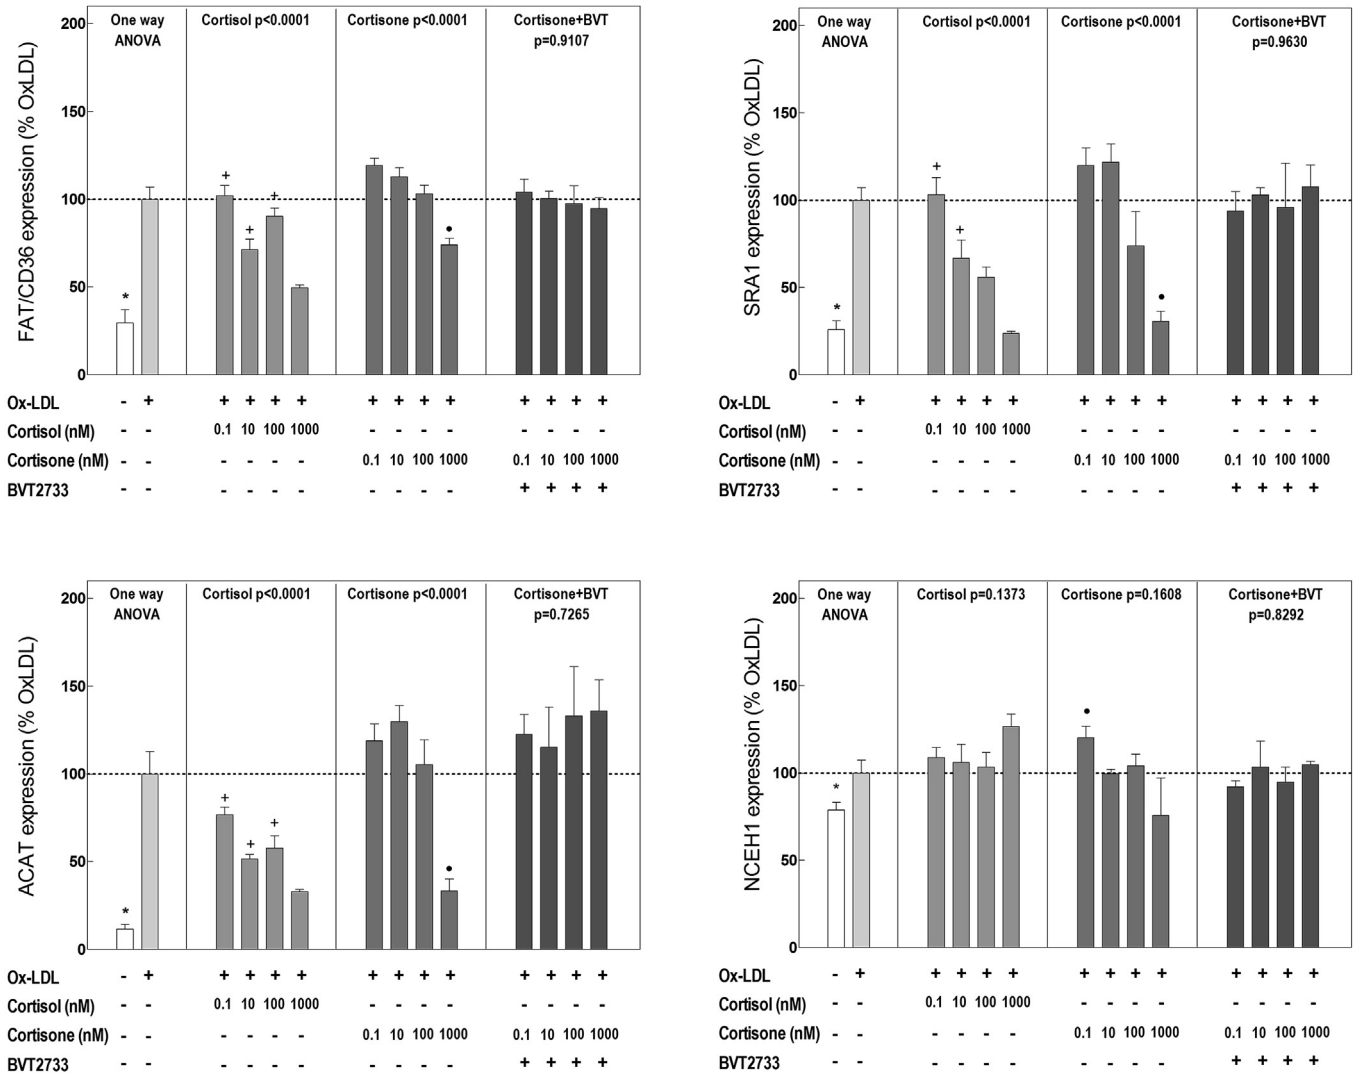 200 One way Cortisol p<0.0001 Cortisone p<0.0001 Cortisone+BVT
ANOVA p=0.9107
FAT/CD36 expression (% OxLDL)
150
+ +
100
+ •
50
*
0
Ox-LDL - + + + + + + + + + + + + +
Cortisol (nM) - - 0.1 10 100 1000 - - - - - - - -
Cortisone (nM) - - - - - - 0.1 10 100 1000 0.1 10 100 1000
BVT2733 - - - - - - - - - - + + + +
200 One way Cortisol p<0.0001 Cortisone p<0.0001 Cortisone+BVT
ANOVA p=0.9630
SRA1 expression (% OxLDL)
150
+
100
+
50
* •
0
Ox-LDL - + + + + + + + + + + + + +
Cortisol (nM) - - 0.1 10 100 1000 - - - - - - - -
Cortisone (nM) - - - - - - 0.1 10 100 1000 0.1 10 100 1000
BVT2733 - - - - - - - - - - + + + +
200 One way Cortisol p<0.0001 Cortisone p<0.0001 Cortisone+BVT
ANOVA p=0.7265
ACAT expression (% OxLDL)
150
100
+ + +
50
* •
0
Ox-LDL - + + + + + + + + + + + + +
Cortisol (nM) - - 0.1 10 100 1000 - - - - - - - -
Cortisone (nM) - - - - - - 0.1 10 100 1000 0.1 10 100 1000
BVT2733 - - - - - - - - - - + + + +
200 One way Cortisol p=0.1373 Cortisone p=0.1608 Cortisone+BVT
ANOVA p=0.8292
NCEH1 expression (% OxLDL)
150
•
100
*
50
0
Ox-LDL - + + + + + + + + + + + + +
Cortisol (nM) - - 0.1 10 100 1000 - - - - - - - -
Cortisone (nM) - - - - - - 0.1 10 100 1000 0.1 10 100 1000
BVT2733 - - - - - - - - - - + + + +